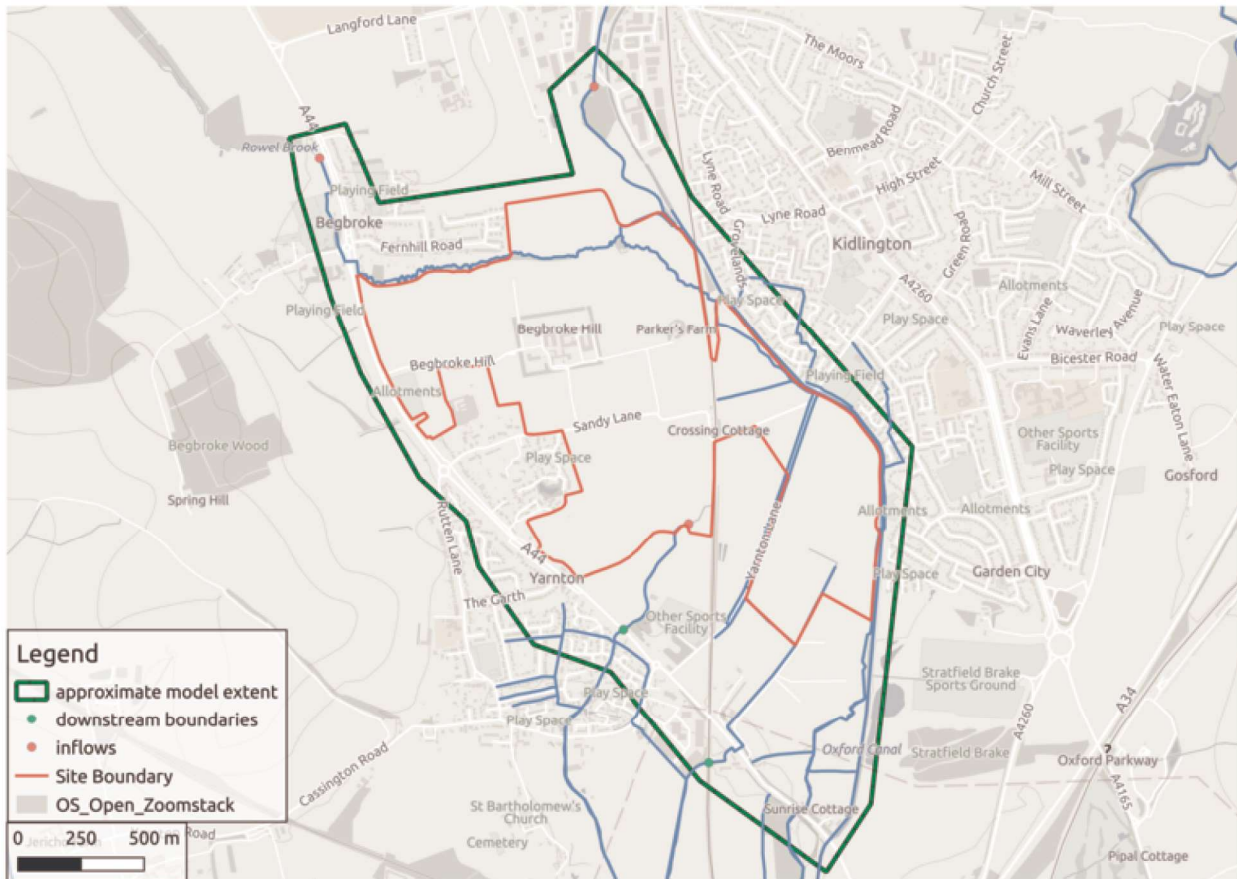 Langford Lane
The Moors
Church Street
A44
Rowel Brook
Benmead Road
Lyne Road
High Street
Mill Street
Playing Field
Begbroke
Lyne Road
Grovelands
Kidlington
Green Road
Fernhill Road
A4260
Allotments
Playing Field
Play Space
Play Space
Evans Lane
Waverley Avenue
Play Space
Begbroke Hill
Parker's Farm
Bicester Road
Begbroke Hill
Playing Field
Water Eaton Lane
Allotments
Sandy Lane
Crossing Cottage
Begbroke Wood
Play Space
Other Sports
Facility
Play Space
Gosford
Spring Hill
Rutten Lane
Allotments
Allotments
Yarnton Lane
A44
Yarnton
Play Space
Garden City
The Garth
Other Sports
Facility
Stratfield Brake
Sports Ground
Play Space
Play Space
A34
A4260
Oxford Canal
Stratfield Brake
Oxford Parkway
Cassington Road
A4165
St Bartholomew's
Church
Sunrise Cottage
Cemetery
Pipal Cottage
Legend
approximate model extent
downstream boundaries
inflows
Site Boundary
OS_Open_Zoomstack
0 250 500 m